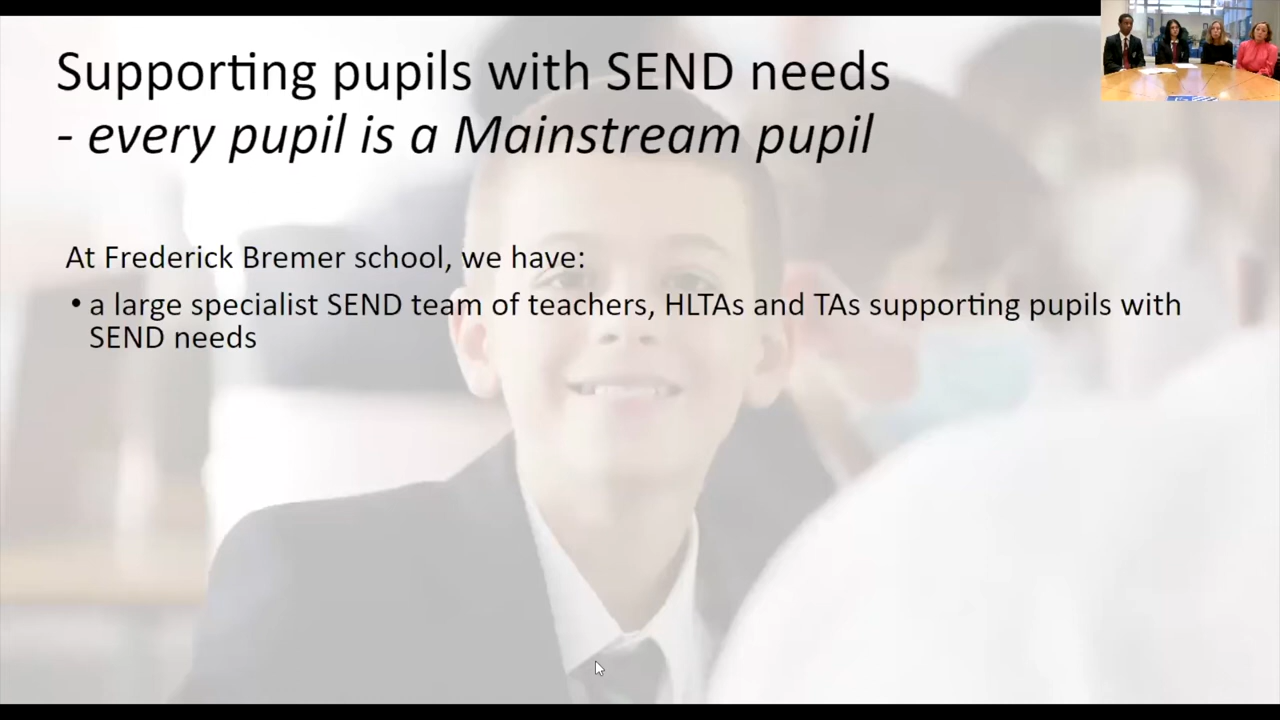 Supporting pupils with SEND needs
- every pupil is a Mainstream pupil
At Frederick Bremer school, we have:
• a large specialist SEND team of teachers, HLTAs and TAs supporting pupils with
SEND needs